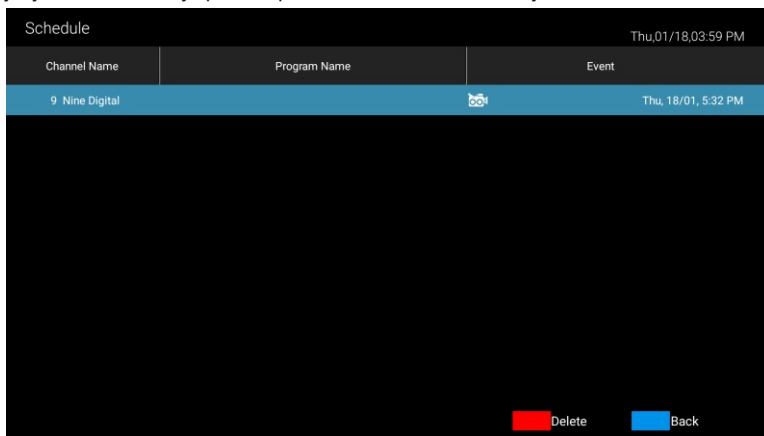 Schedule
Thu,01/18,03:59 PM
Channel Name Program Name Event
9 Nine Digital Thu, 18/01, 5:32 PM
Delete Back